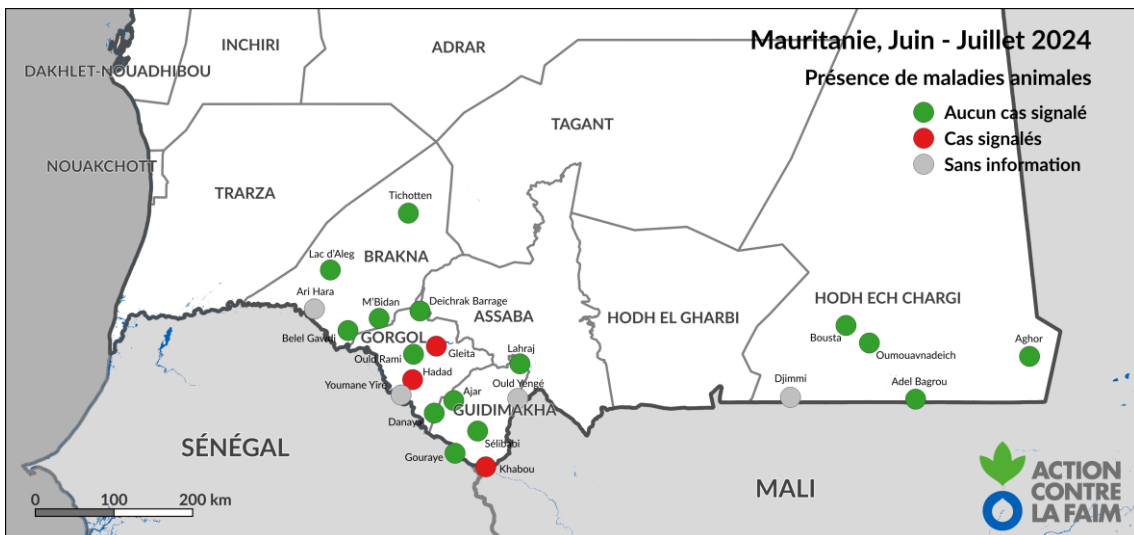 Mauritanie, Juin - Juillet 2024
Présence de maladies animales
Aucun cas signalé
Cas signalés
Sans information
INCHIRI
ADRAR
DAKHLET-NOUADHIBOU
TAGANT
NOUAKCHOTT
TRARZA
Tichotten
Lac d'Aleg
BRAKNA
Ari Hara
M'Bidan
Deichrak Barrage
ASSABA
HODH EL GHARBI
HODH ECH CHARGI
Belel Gawdi
GORGOL
Gleita
Ould Rami
Lahraj
Bousta
Oumouavnadeich
Aghor
Hadad
Youmane Yiré
Ajar
Ould Yengé
Djimmi
Adel Bagrou
GUIDIMAKHA
Danaya
Sélibabi
Gouraye
Khabou
SÉNÉGAL
MALI
0 100 200 km
ACTION
CONTRE
LA FAIM